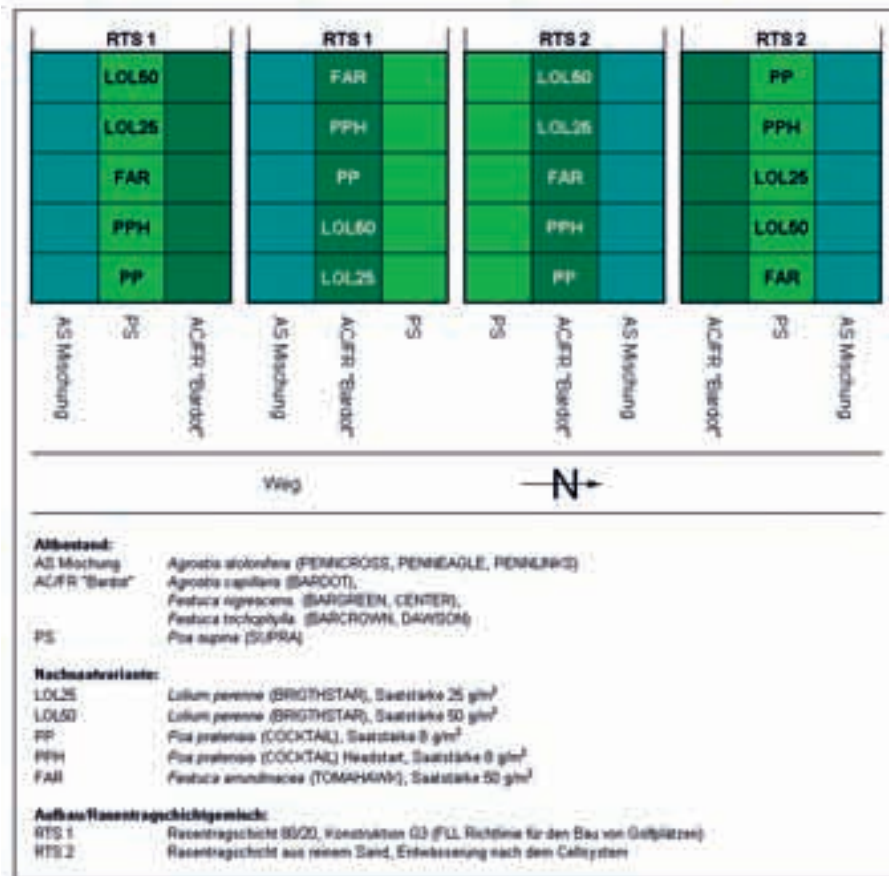 RTS 1 RTS 1 RTS 2 RTS 2
LOL50 FAR LOL50 PP
LOL25 PPH LOL25 PPH
FAR PP FAR LOL25
PPH LOL50 PPH LOL50
PP LOL25 PP FAR
AS Mischung PS AC/FR "Bardot" AS Mischung AC/FR "Bardot" PS PS AC/FR "Bardot" AS Mischung AC/FR "Bardot" PS AS Mischung
Weg N
Altbestand:
AS Mischung Agrostis stolonifera (PENNCROSS, PENNEAGLE, PENNLINKS)
AC/FR "Bardot" Agrostis capillaris (BARDOT),
Festuca nigrescens (BARGREEN, CENTER),
Festuca trichophylla (BARCROWN, DAWSON)
PS Poa supina (SUPRA)
Nachsaatvariante:
LOL25 Lolium perenne (BRIGTHSTAR), Saatstärke 25 g/m²
LOL50 Lolium perenne (BRIGTHSTAR), Saatstärke 50 g/m²
PP Poa pratensis (COCKTAIL), Saatstärke 8 g/m²
PPH Poa pratensis (COCKTAIL) Headstart, Saatstärke 8 g/m²
FAR Festuca arundinacea (TOMAHAWK), Saatstärke 50 g/m²
Aufbau/Rasentragschichtgemisch:
RTS 1 Rasentragschicht 80/20, Konstruktion G3 (FLL Richtlinie für den Bau von Golfplätzen)
RTS 2 Rasentragschicht aus reinem Sand, Entwässerung nach dem Cellsystem